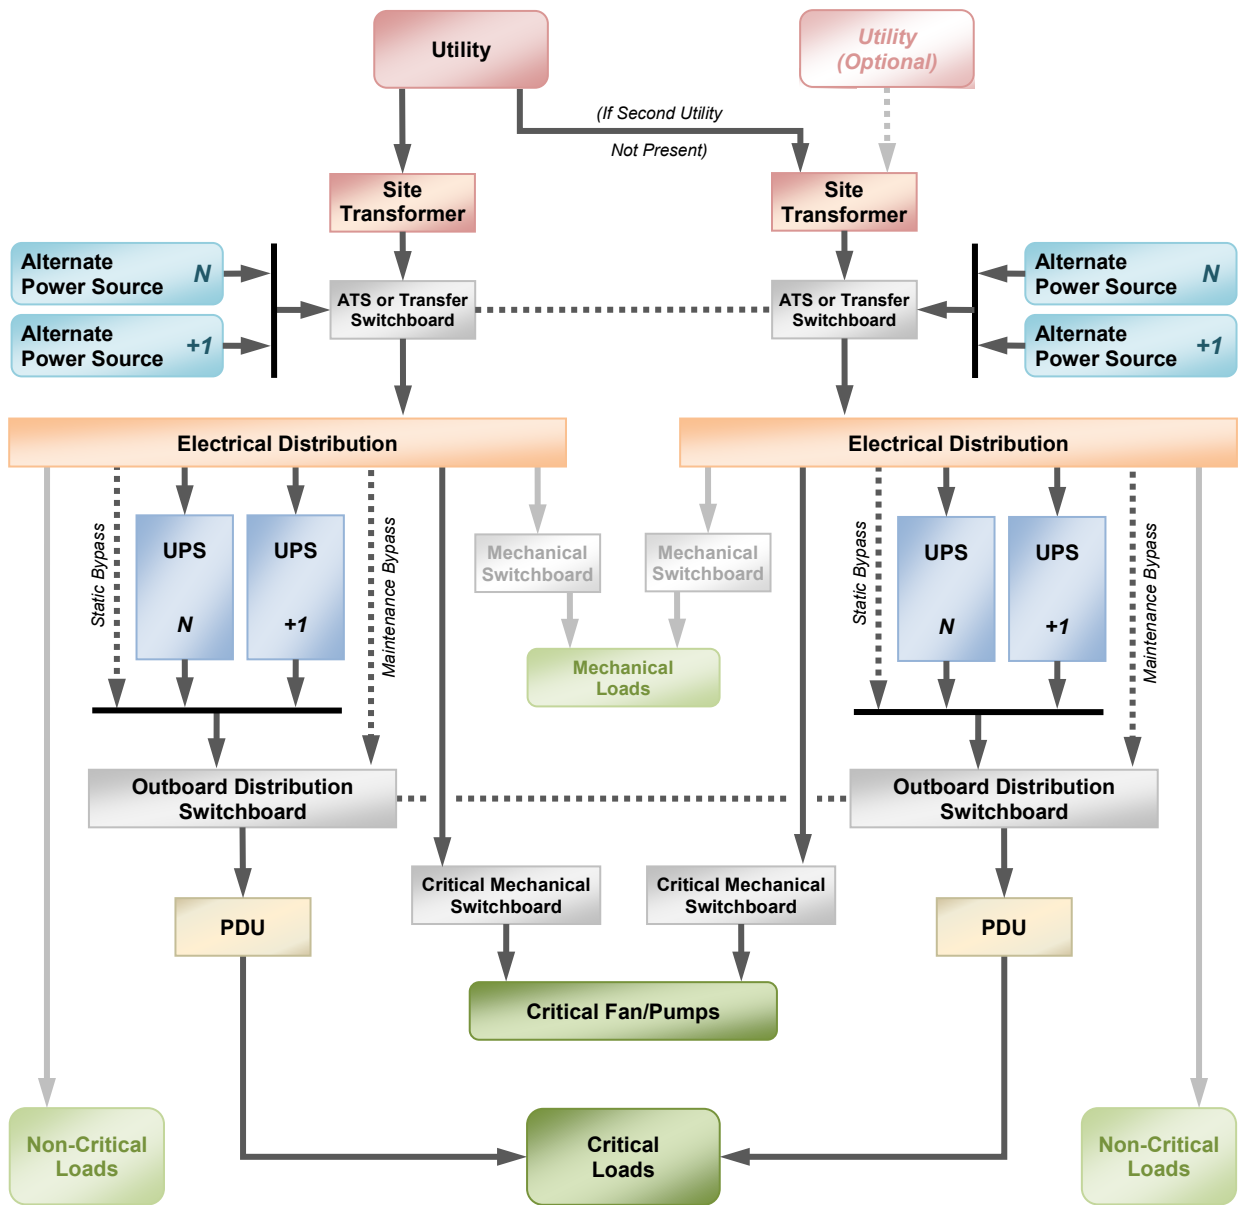 Utility
Utility
(Optional)
(If Second Utility
Not Present)
Site
Transformer
Site
Transformer
Alternate
Power Source N
Alternate
Power Source +1
ATS or Transfer
Switchboard
ATS or Transfer
Switchboard
Alternate
Power Source N
Alternate
Power Source +1
Electrical Distribution
Electrical Distribution
Static Bypass
UPS
N
UPS
+1
Maintenance Bypass
Mechanical
Switchboard
Mechanical
Switchboard
Static Bypass
UPS
N
UPS
+1
Maintenance Bypass
Mechanical
Loads
Outboard Distribution
Switchboard
Outboard Distribution
Switchboard
Critical Mechanical
Switchboard
Critical Mechanical
Switchboard
PDU
PDU
Critical Fan/Pumps
Non-Critical
Loads
Critical
Loads
Non-Critical
Loads